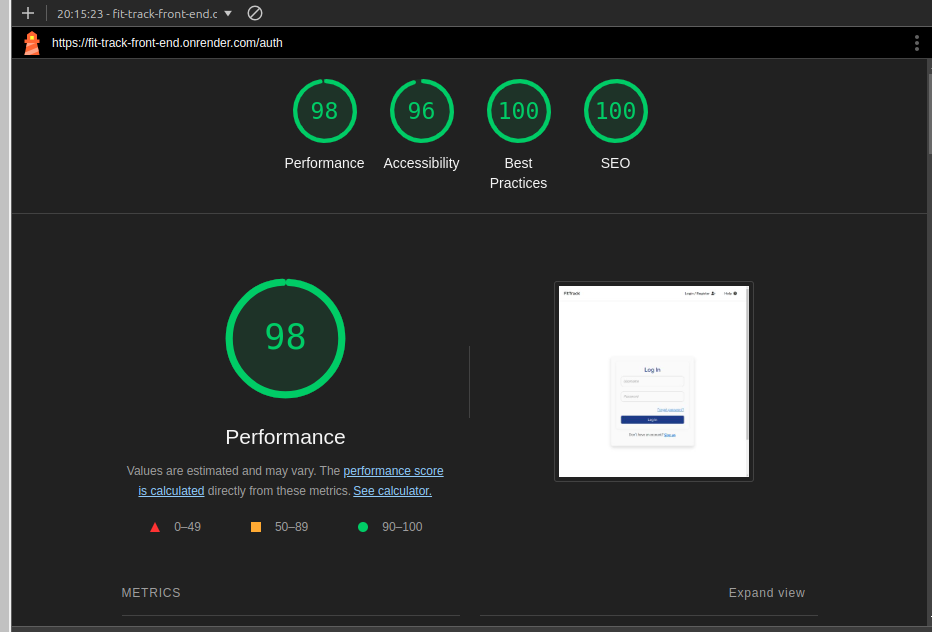 20:15:23 - fit-track-front-end.c
https://fit-track-front-end.onrender.com/auth
98
96
100
100
Performance
Accessibility
Best
Practices
SEO
98
Performance
Values are estimated and may vary. The performance score
is calculated directly from these metrics. See calculator.
0–49
50–89
90–100
FitTrack
Login / Register
Help
Log In
Username
Password
Forgot password?
Log In
Don't have an account? Sign up
METRICS
Expand view